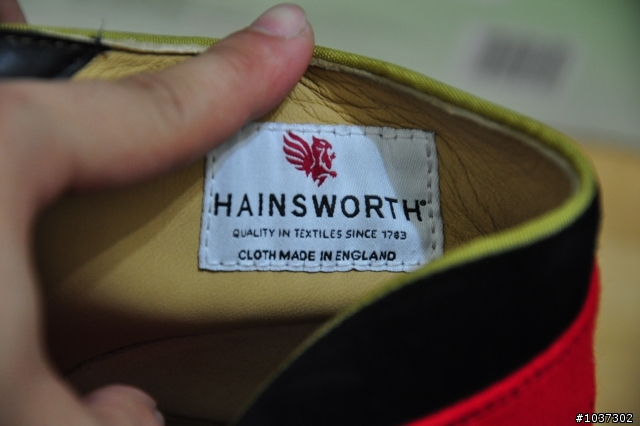 HAINSWORTH®
QUALITY IN TEXTILES SINCE 1783
CLOTH MADE IN ENGLAND
#1037302